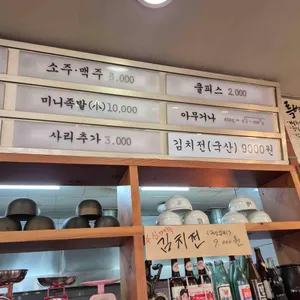 소주·맥주 5,000
쿨피스 2,000
미니족발(小) 10,000
아무거나
사리추가 3,000
김치전(국산) 9000원
김치전
9,000원